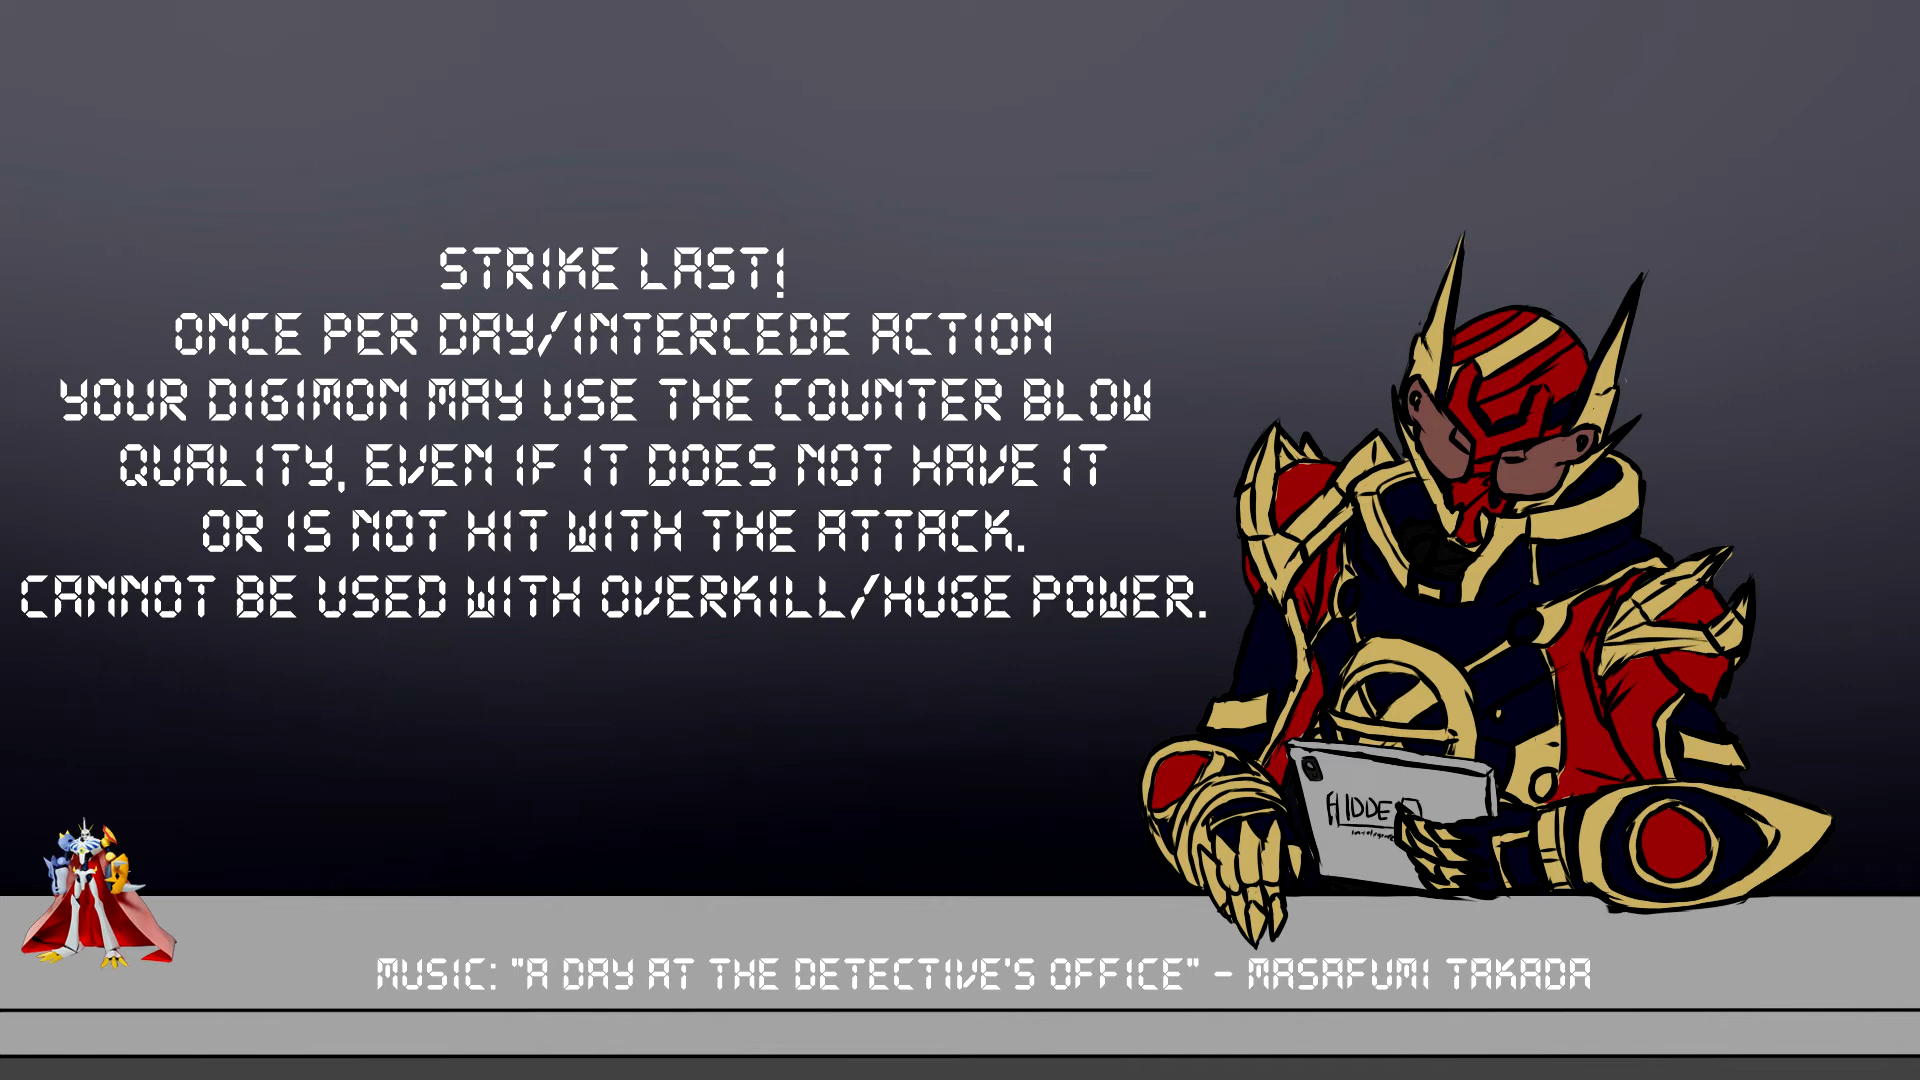 STRIKE LAST!
ONCE PER DAY/INTERCEDE ACTION
YOUR DIGIMON MAY USE THE COUNTER BLOW
QUALITY, EVEN IF IT DOES NOT HAVE IT
OR IS NOT HIT WITH THE ATTACK.
CANNOT BE USED WITH OVERKILL/HUGE POWER.
HIDDE
MUSIC: "A DAY AT THE DETECTIVE'S OFFICE" - MASAFUMI TAKADA